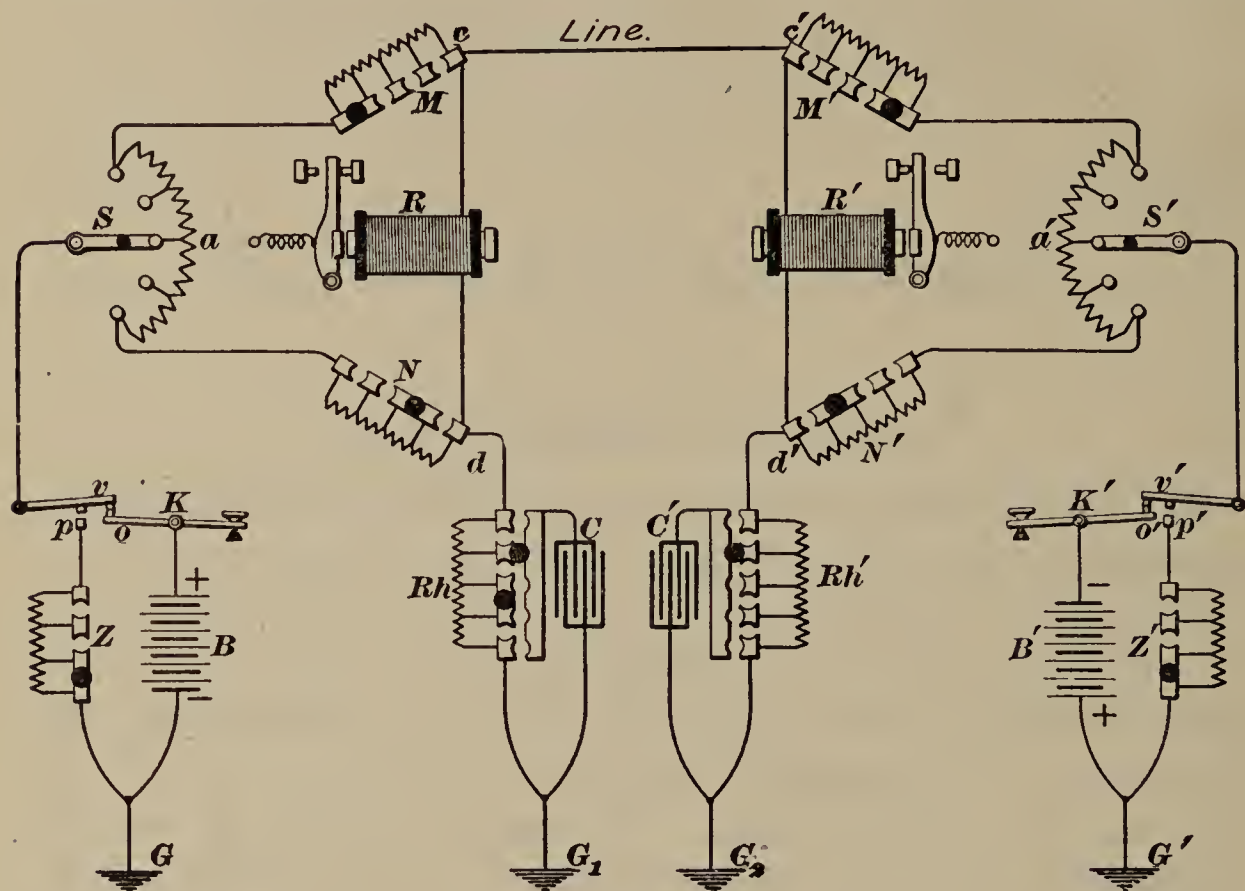 c Line. c'
M M'
R R'
S a a' S'
N N'
d d' N'
v K K' v'
p o o' p'
+ C C' -
Rh Rh'
Z B B' Z'
- +
G G1 G2 G'